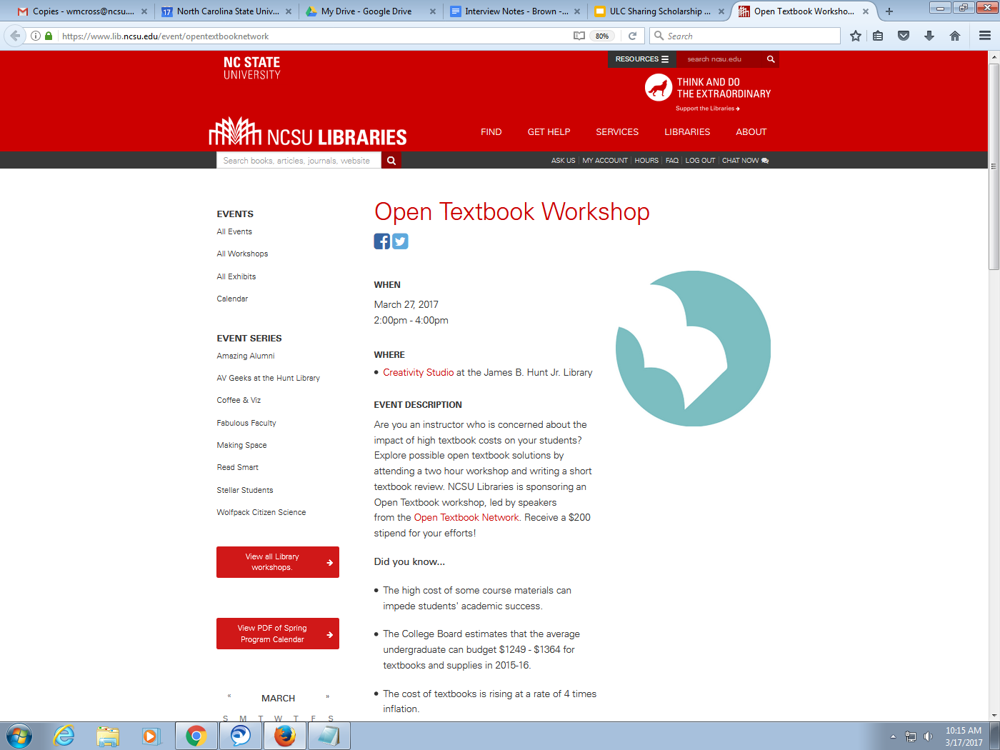 Copies - wmcross@ncsu....
17 North Carolina State Univ...
My Drive - Google Drive
Interview Notes - Brown -...
ULC Sharing Scholarship ...
Open Textbook Worksho...
https://www.lib.ncsu.edu/event/opentextbooknetwork
80%
Search
NC STATE
UNIVERSITY
RESOURCES
search ncsu.edu
THINK AND DO
THE EXTRAORDINARY
Support the Libraries
NCSU LIBRARIES
FIND GET HELP SERVICES LIBRARIES ABOUT
Search books, articles, journals, website
ASK US | MY ACCOUNT | HOURS | FAQ | LOG OUT | CHAT NOW
EVENTS
All Events
All Workshops
All Exhibits
Calendar
EVENT SERIES
Amazing Alumni
AV Geeks at the Hunt Library
Coffee & Viz
Fabulous Faculty
Making Space
Read Smart
Stellar Students
Wolfpack Citizen Science
View all Library
workshops.
View PDF of Spring
Program Calendar
« MARCH »
S M T W T F S
Open Textbook Workshop
WHEN
March 27, 2017
2:00pm - 4:00pm
WHERE
• Creativity Studio at the James B. Hunt Jr. Library
EVENT DESCRIPTION
Are you an instructor who is concerned about the
impact of high textbook costs on your students?
Explore possible open textbook solutions by
attending a two hour workshop and writing a short
textbook review. NCSU Libraries is sponsoring an
Open Textbook workshop, led by speakers
from the Open Textbook Network. Receive a $200
stipend for your efforts!
Did you know...
• The high cost of some course materials can
impede students' academic success.
• The College Board estimates that the average
undergraduate can budget $1249 - $1364 for
textbooks and supplies in 2015-16.
• The cost of textbooks is rising at a rate of 4 times
inflation.
10:15 AM
3/17/2017